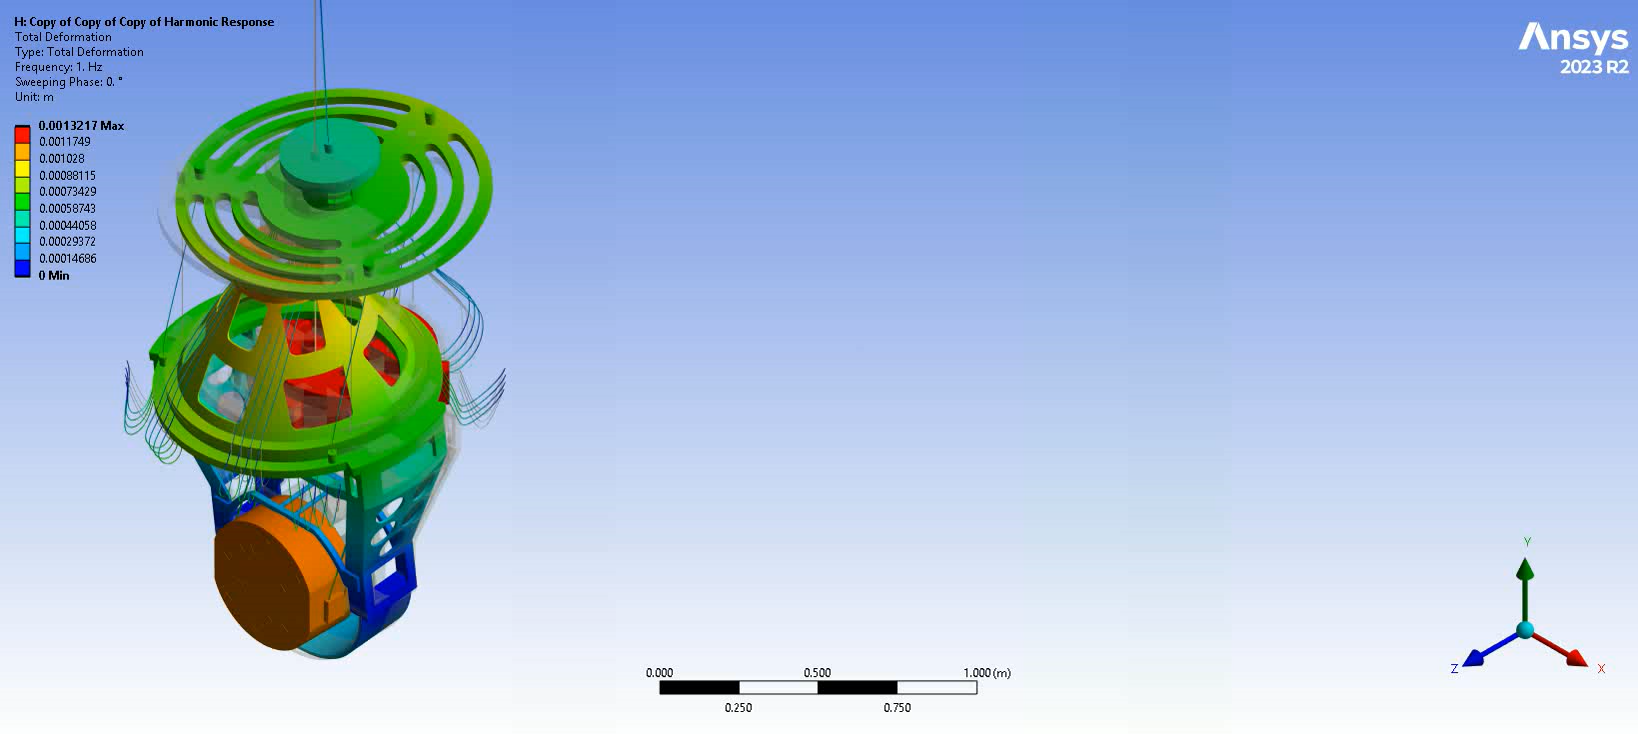 H: Copy of Copy of Copy of Harmonic Response
Total Deformation
Type: Total Deformation
Frequency: 1. Hz
Sweeping Phase: 0. °
Unit: m
0.0013217 Max
0.0011749
0.001028
0.00088115
0.00073429
0.00058743
0.00044058
0.00029372
0.00014686
0 Min
Ansys
2023 R2
0.000 0.500 1.000 (m)
0.250 0.750
Y
Z X